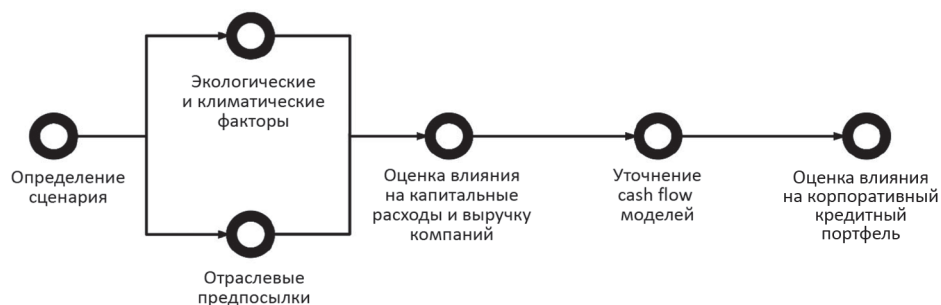 Определение
сценария
Экологические
и климатические
факторы
Отраслевые
предпосылки
Оценка влияния
на капитальные
расходы и выручку
компаний
Уточнение
cash flow
моделей
Оценка влияния
на корпоративный
кредитный
портфель